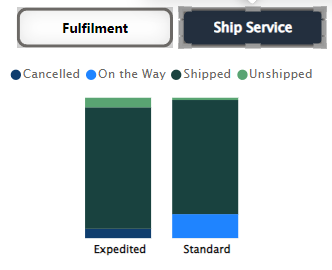 Fulfilment Ship Service
Cancelled On the Way Shipped Unshipped
Expedited Standard